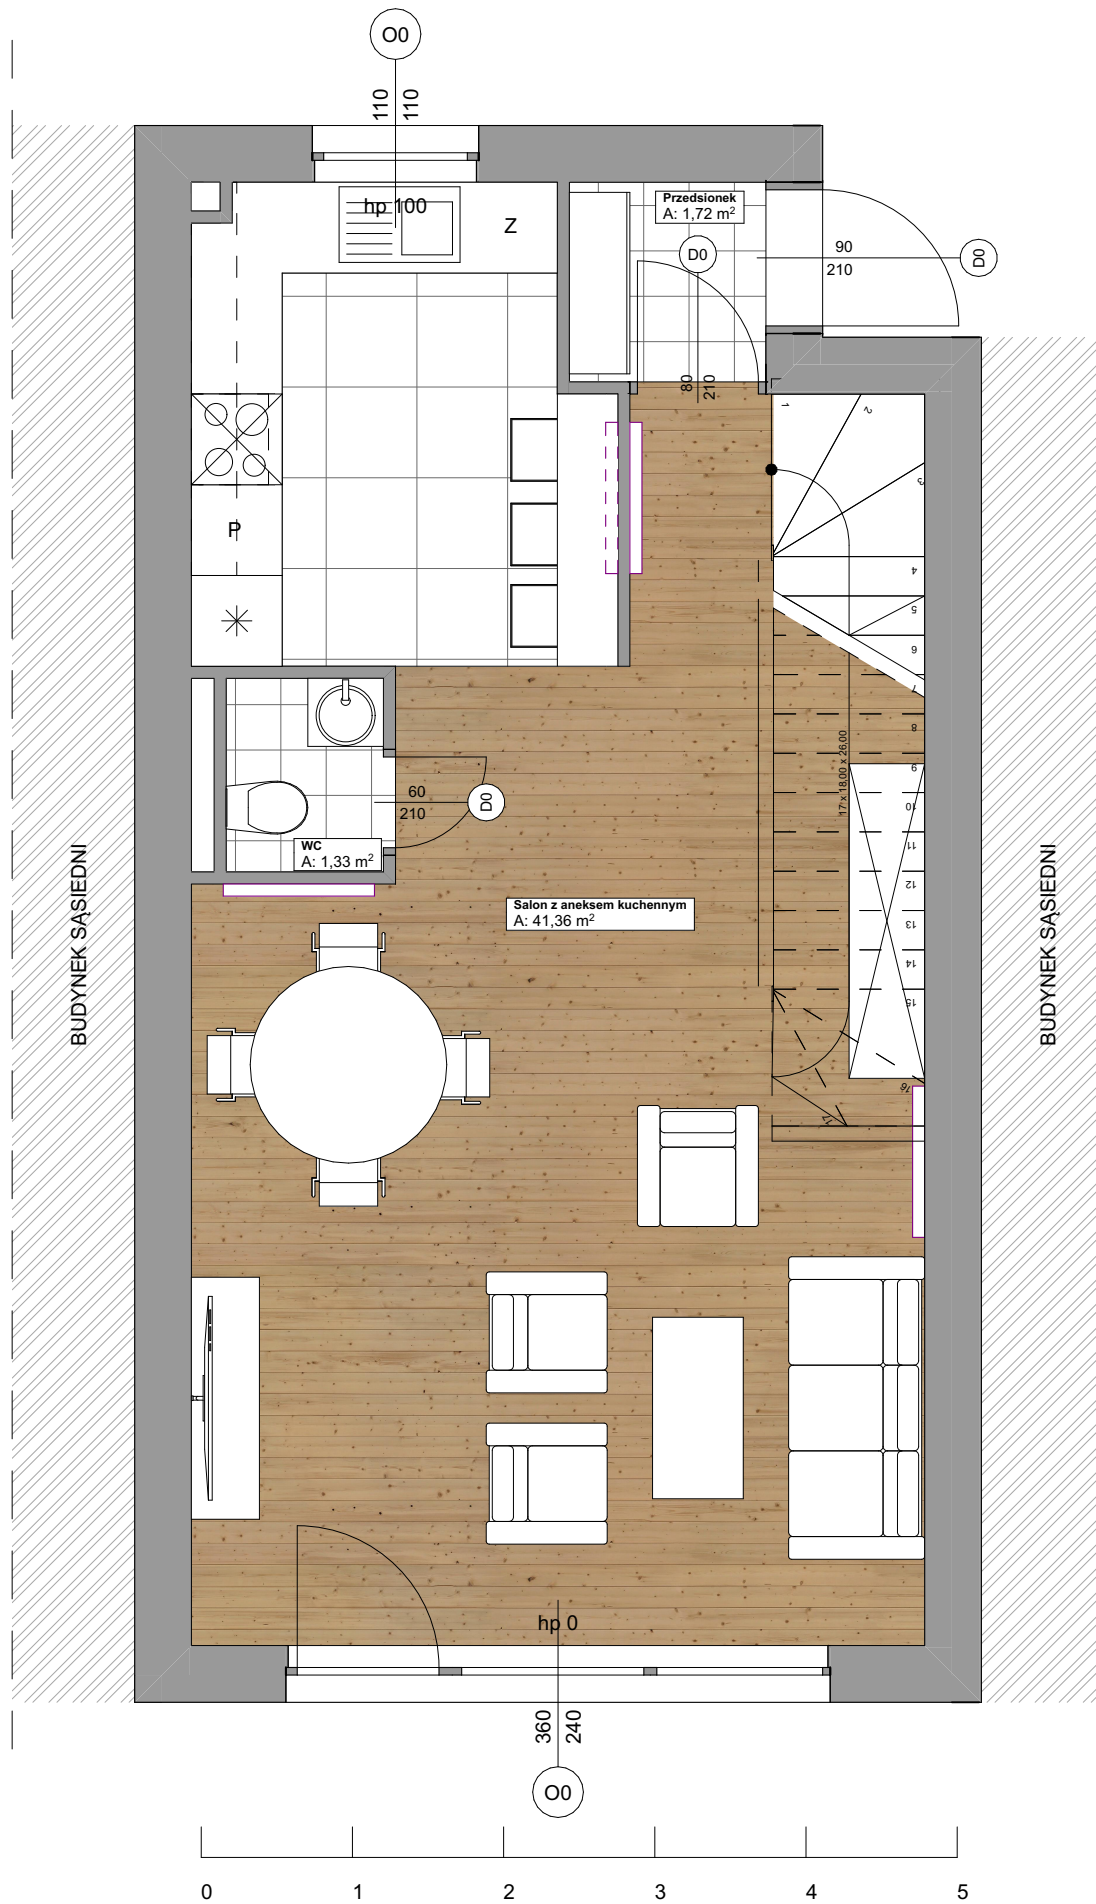 O0
110
110
hp 100
Z
Przedsionek
A: 1,72 m²
D0
90
210
D0
80
210
1
2
3
4
5
6
7
8
9
10
11
12
13
14
15
16
17
17 x 18,00 x 26,00
P
60
210
D0
WC
A: 1,33 m²
Salon z aneksem kuchennym
A: 41,36 m²
BUDYNEK SĄSIEDNI
BUDYNEK SĄSIEDNI
hp 0
360
240
O0
0 1 2 3 4 5